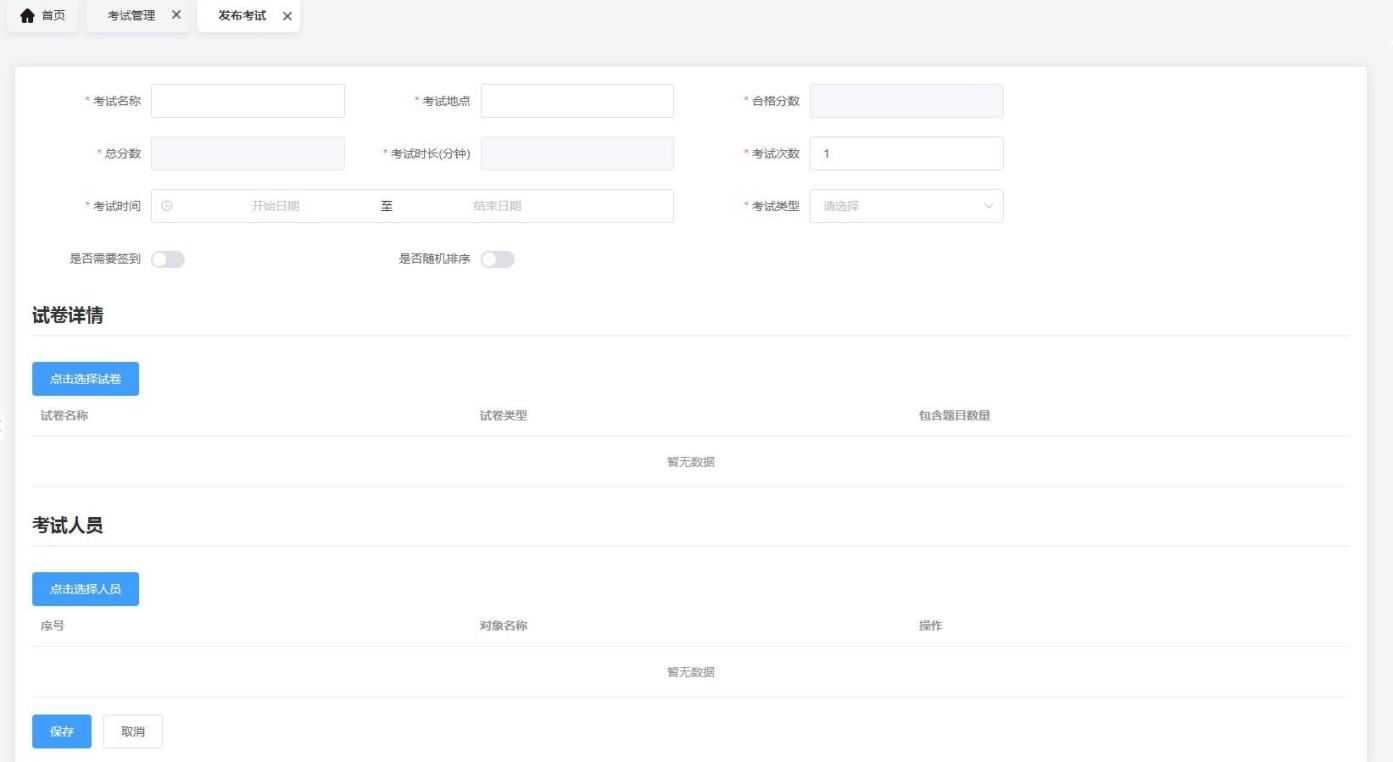 首页 考试管理 发布考试
* 考试名称 * 考试地点 * 合格分数
* 总分数 * 考试时长(分钟) * 考试次数 1
* 考试时间 开始日期 至 结束日期 * 考试类型 请选择
是否需要签到 是否随机排序
试卷详情
点击选择试卷
试卷名称 试卷类型 包含题目数量
暂无数据
考试人员
点击选择人员
序号 对象名称 操作
暂无数据
保存 取消